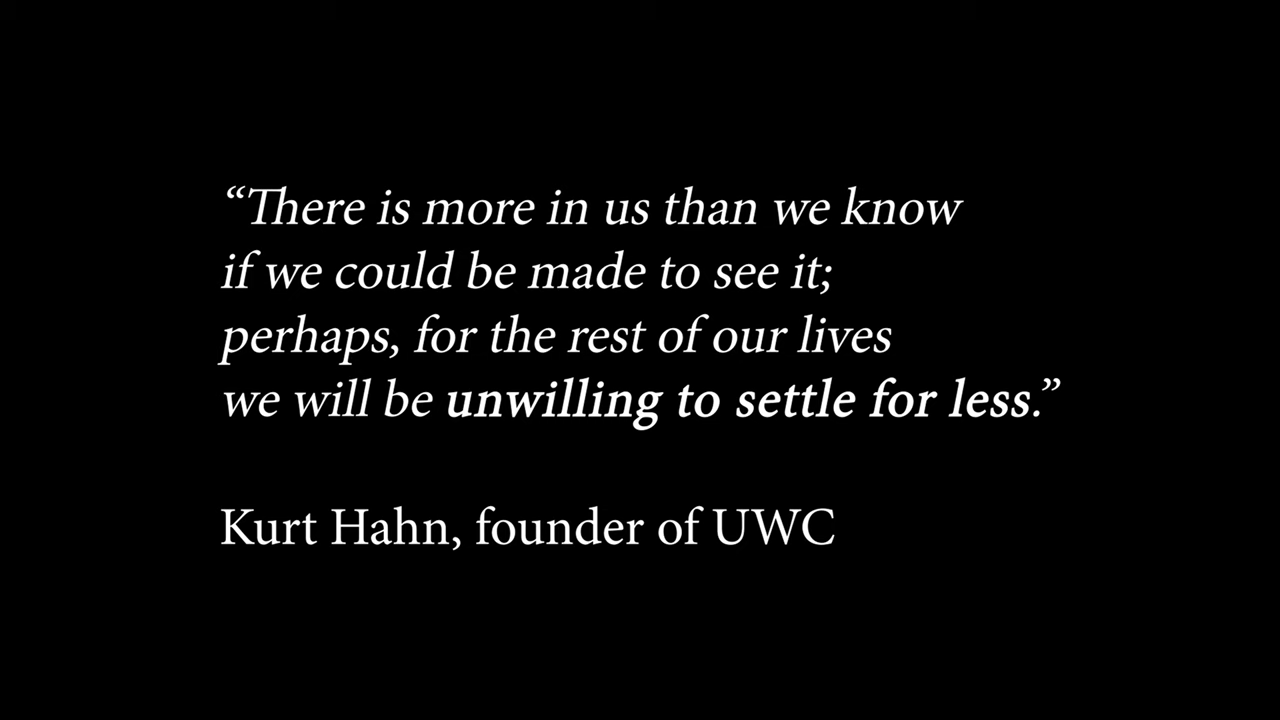 “There is more in us than we know
if we could be made to see it;
perhaps, for the rest of our lives
we will be unwilling to settle for less.”
Kurt Hahn, founder of UWC